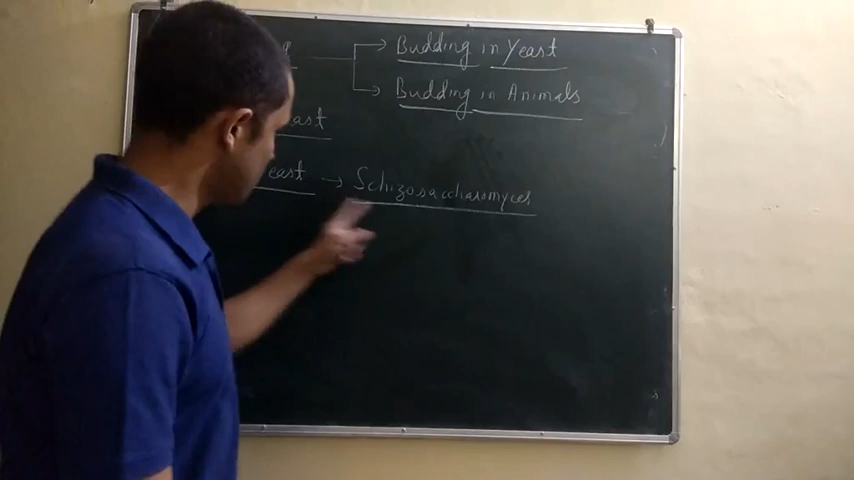 g Budding in Yeast
Budding in Animals
east
east → Schizosaccharomyces